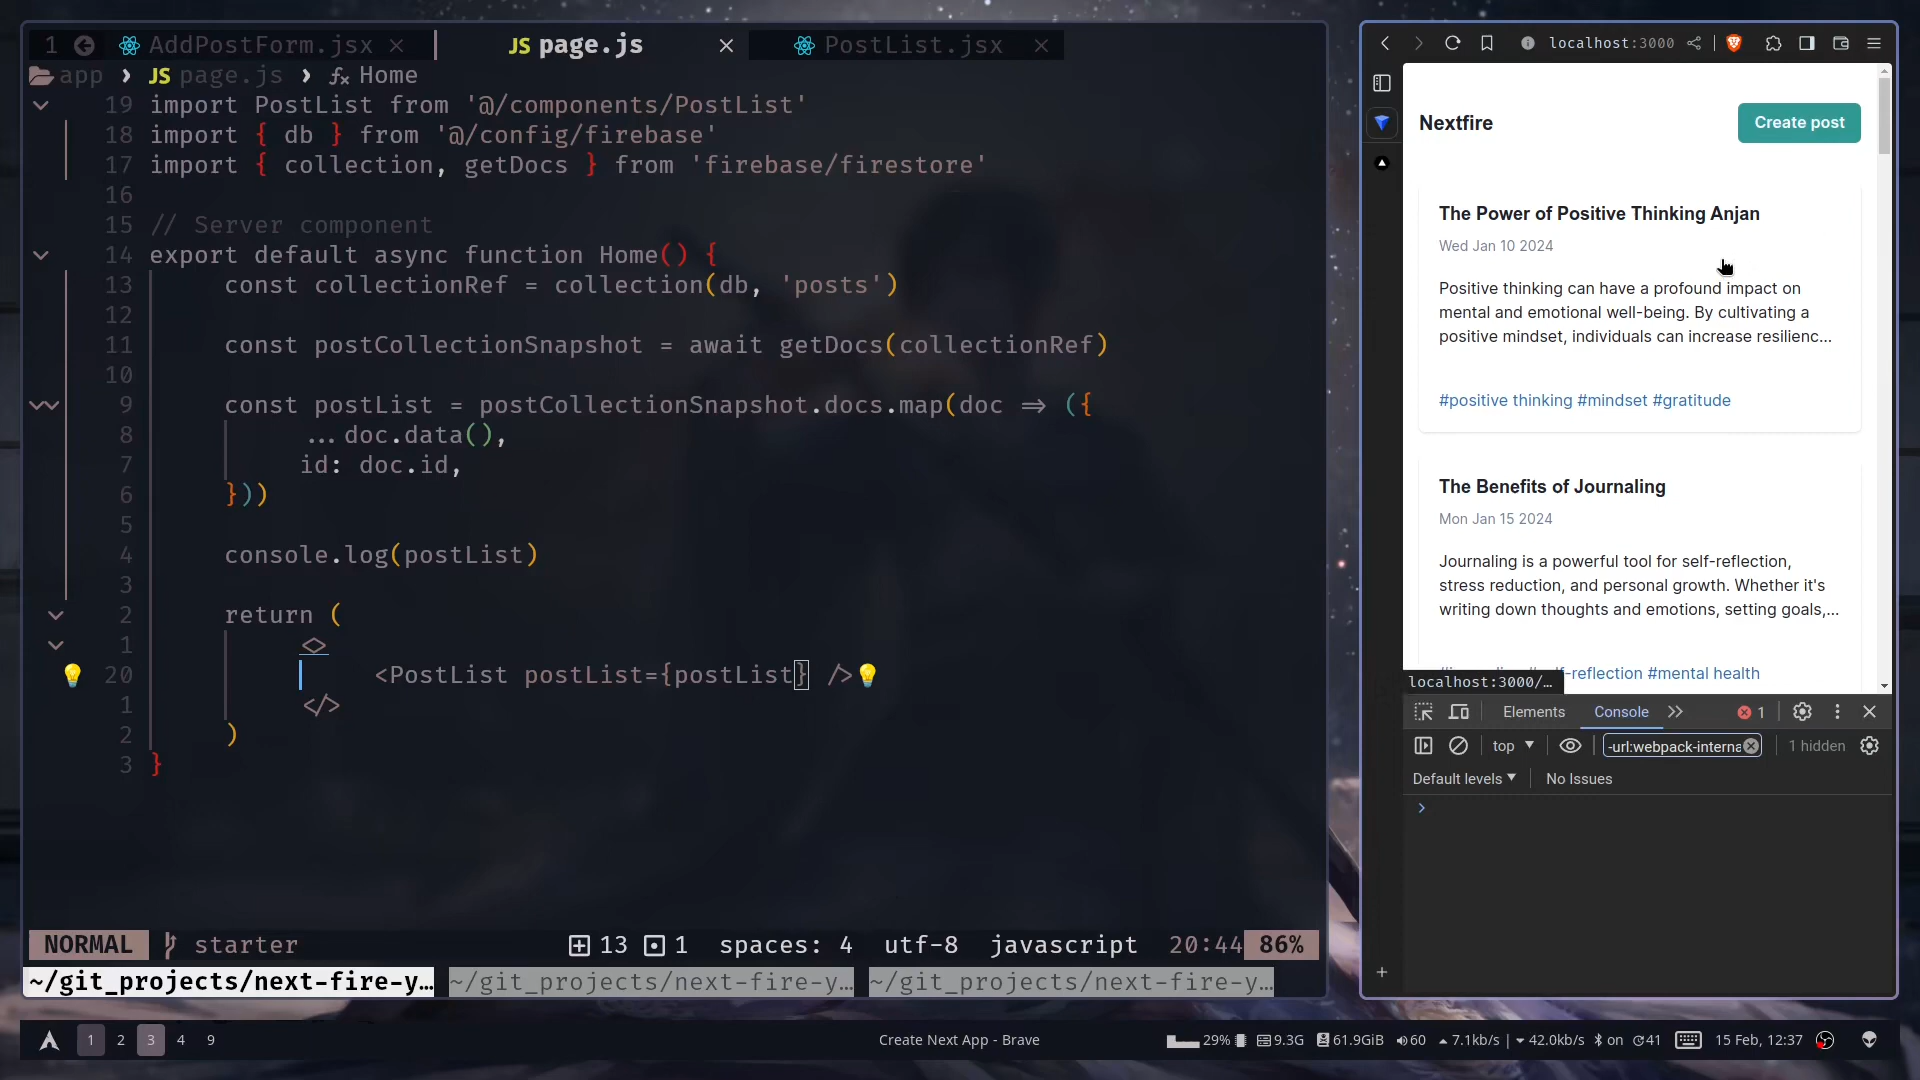 1 AddPostForm.jsx JS page.js PostList.jsx
app › JS page.js › fx Home
19 import PostList from '@/components/PostList'
18 import { db } from '@/config/firebase'
17 import { collection, getDocs } from 'firebase/firestore'
16
15 // Server component
14 export default async function Home() {
13 const collectionRef = collection(db, 'posts')
12
11 const postCollectionSnapshot = await getDocs(collectionRef)
10
9 const postList = postCollectionSnapshot.docs.map(doc ⇒ ({
8 ...doc.data(),
7 id: doc.id,
6 }))
5
4 console.log(postList)
3
2 return (
1 <>
20 <PostList postList={postList} />
1 </>
2 )
3 }
NORMAL starter 13 1 spaces: 4 utf-8 javascript 20:44 86%
~/git_projects/next-fire-y… ~/git_projects/next-fire-y… ~/git_projects/next-fire-y…
localhost:3000
Nextfire
Create post
The Power of Positive Thinking Anjan
Wed Jan 10 2024
Positive thinking can have a profound impact on
mental and emotional well-being. By cultivating a
positive mindset, individuals can increase resilienc...
#positive thinking #mindset #gratitude
The Benefits of Journaling
Mon Jan 15 2024
Journaling is a powerful tool for self-reflection,
stress reduction, and personal growth. Whether it's
writing down thoughts and emotions, setting goals,...
-reflection #mental health
localhost:3000/…
Elements Console 1
top -url:webpack-interna 1 hidden
Default levels No Issues
1 2 3 4 9 Create New App - Brave 29% 9.3G 61.9GiB 60 7.1kb/s | 42.0kb/s on 41 15 Feb, 12:37